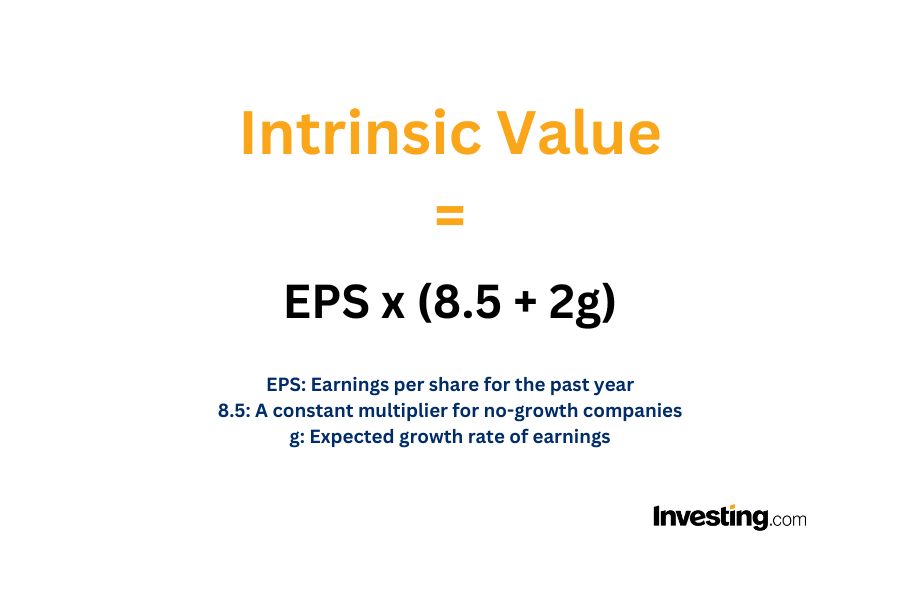 Intrinsic Value
=
EPS x (8.5 + 2g)
EPS: Earnings per share for the past year
8.5: A constant multiplier for no-growth companies
g: Expected growth rate of earnings
Investing.com